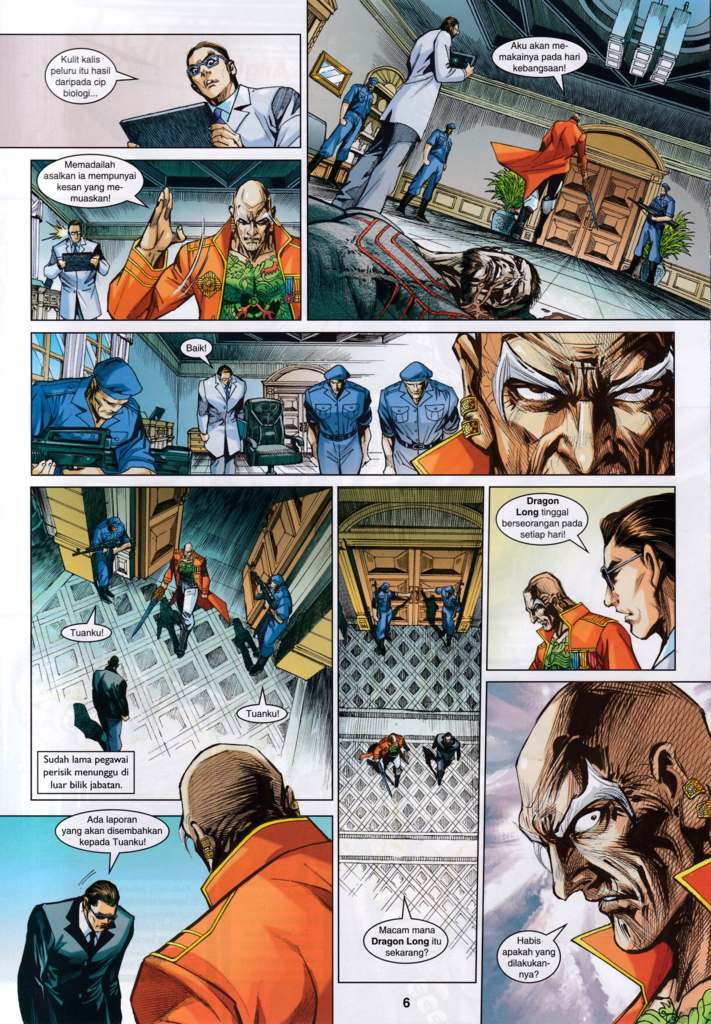 Kulit kalis
peluru itu hasil
daripada cip
biologi...
Aku akan me-
makainya pada hari
kebangsaan!
Memadailah
asalkan ia mempunyai
kesan yang me-
muaskan!
Baik!
Tuanku!
Tuanku!
Sudah lama pegawai
perisik menunggu di
luar bilik jabatan.
Ada laporan
yang akan disembahkan
kepada Tuanku!
Macam mana
Dragon Long itu
sekarang?
Dragon
Long tinggal
berseorangan pada
setiap hari!
Habis
apakah yang
dilakukan-
nya?
6